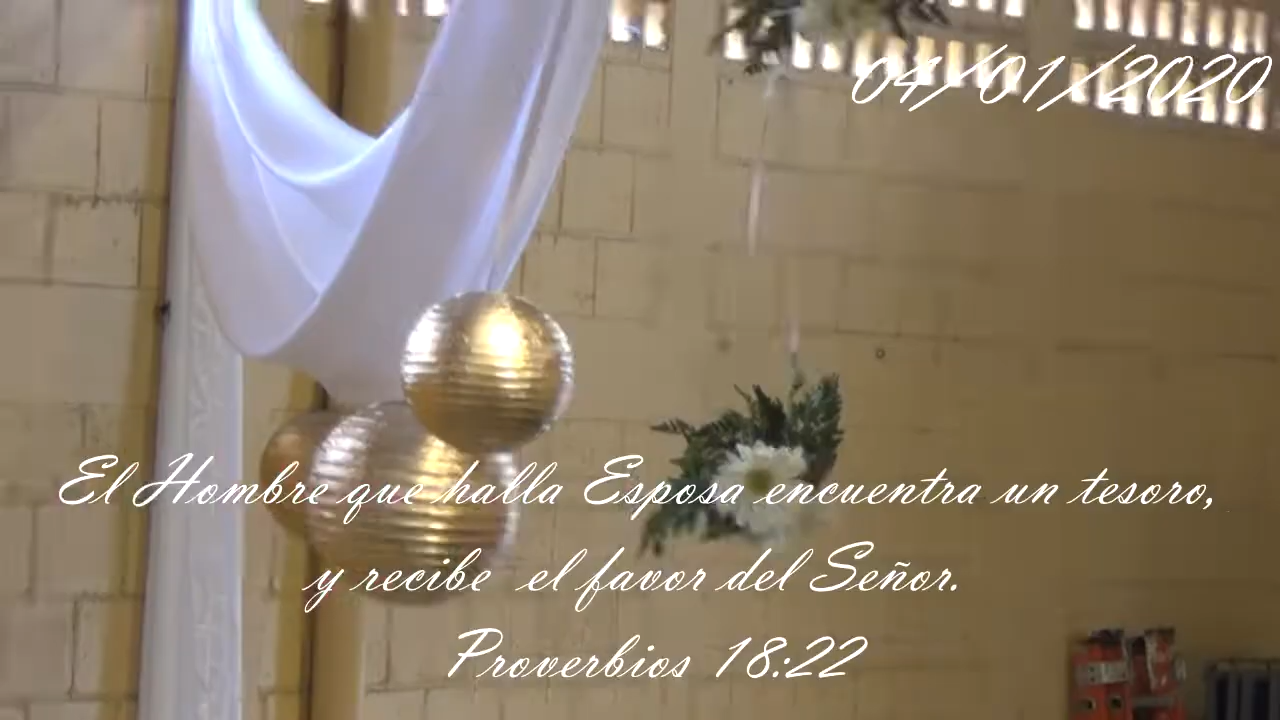 04/01/2020
El Hombre que halla Esposa encuentra un tesoro,
y recibe el favor del Señor.
Proverbios 18:22